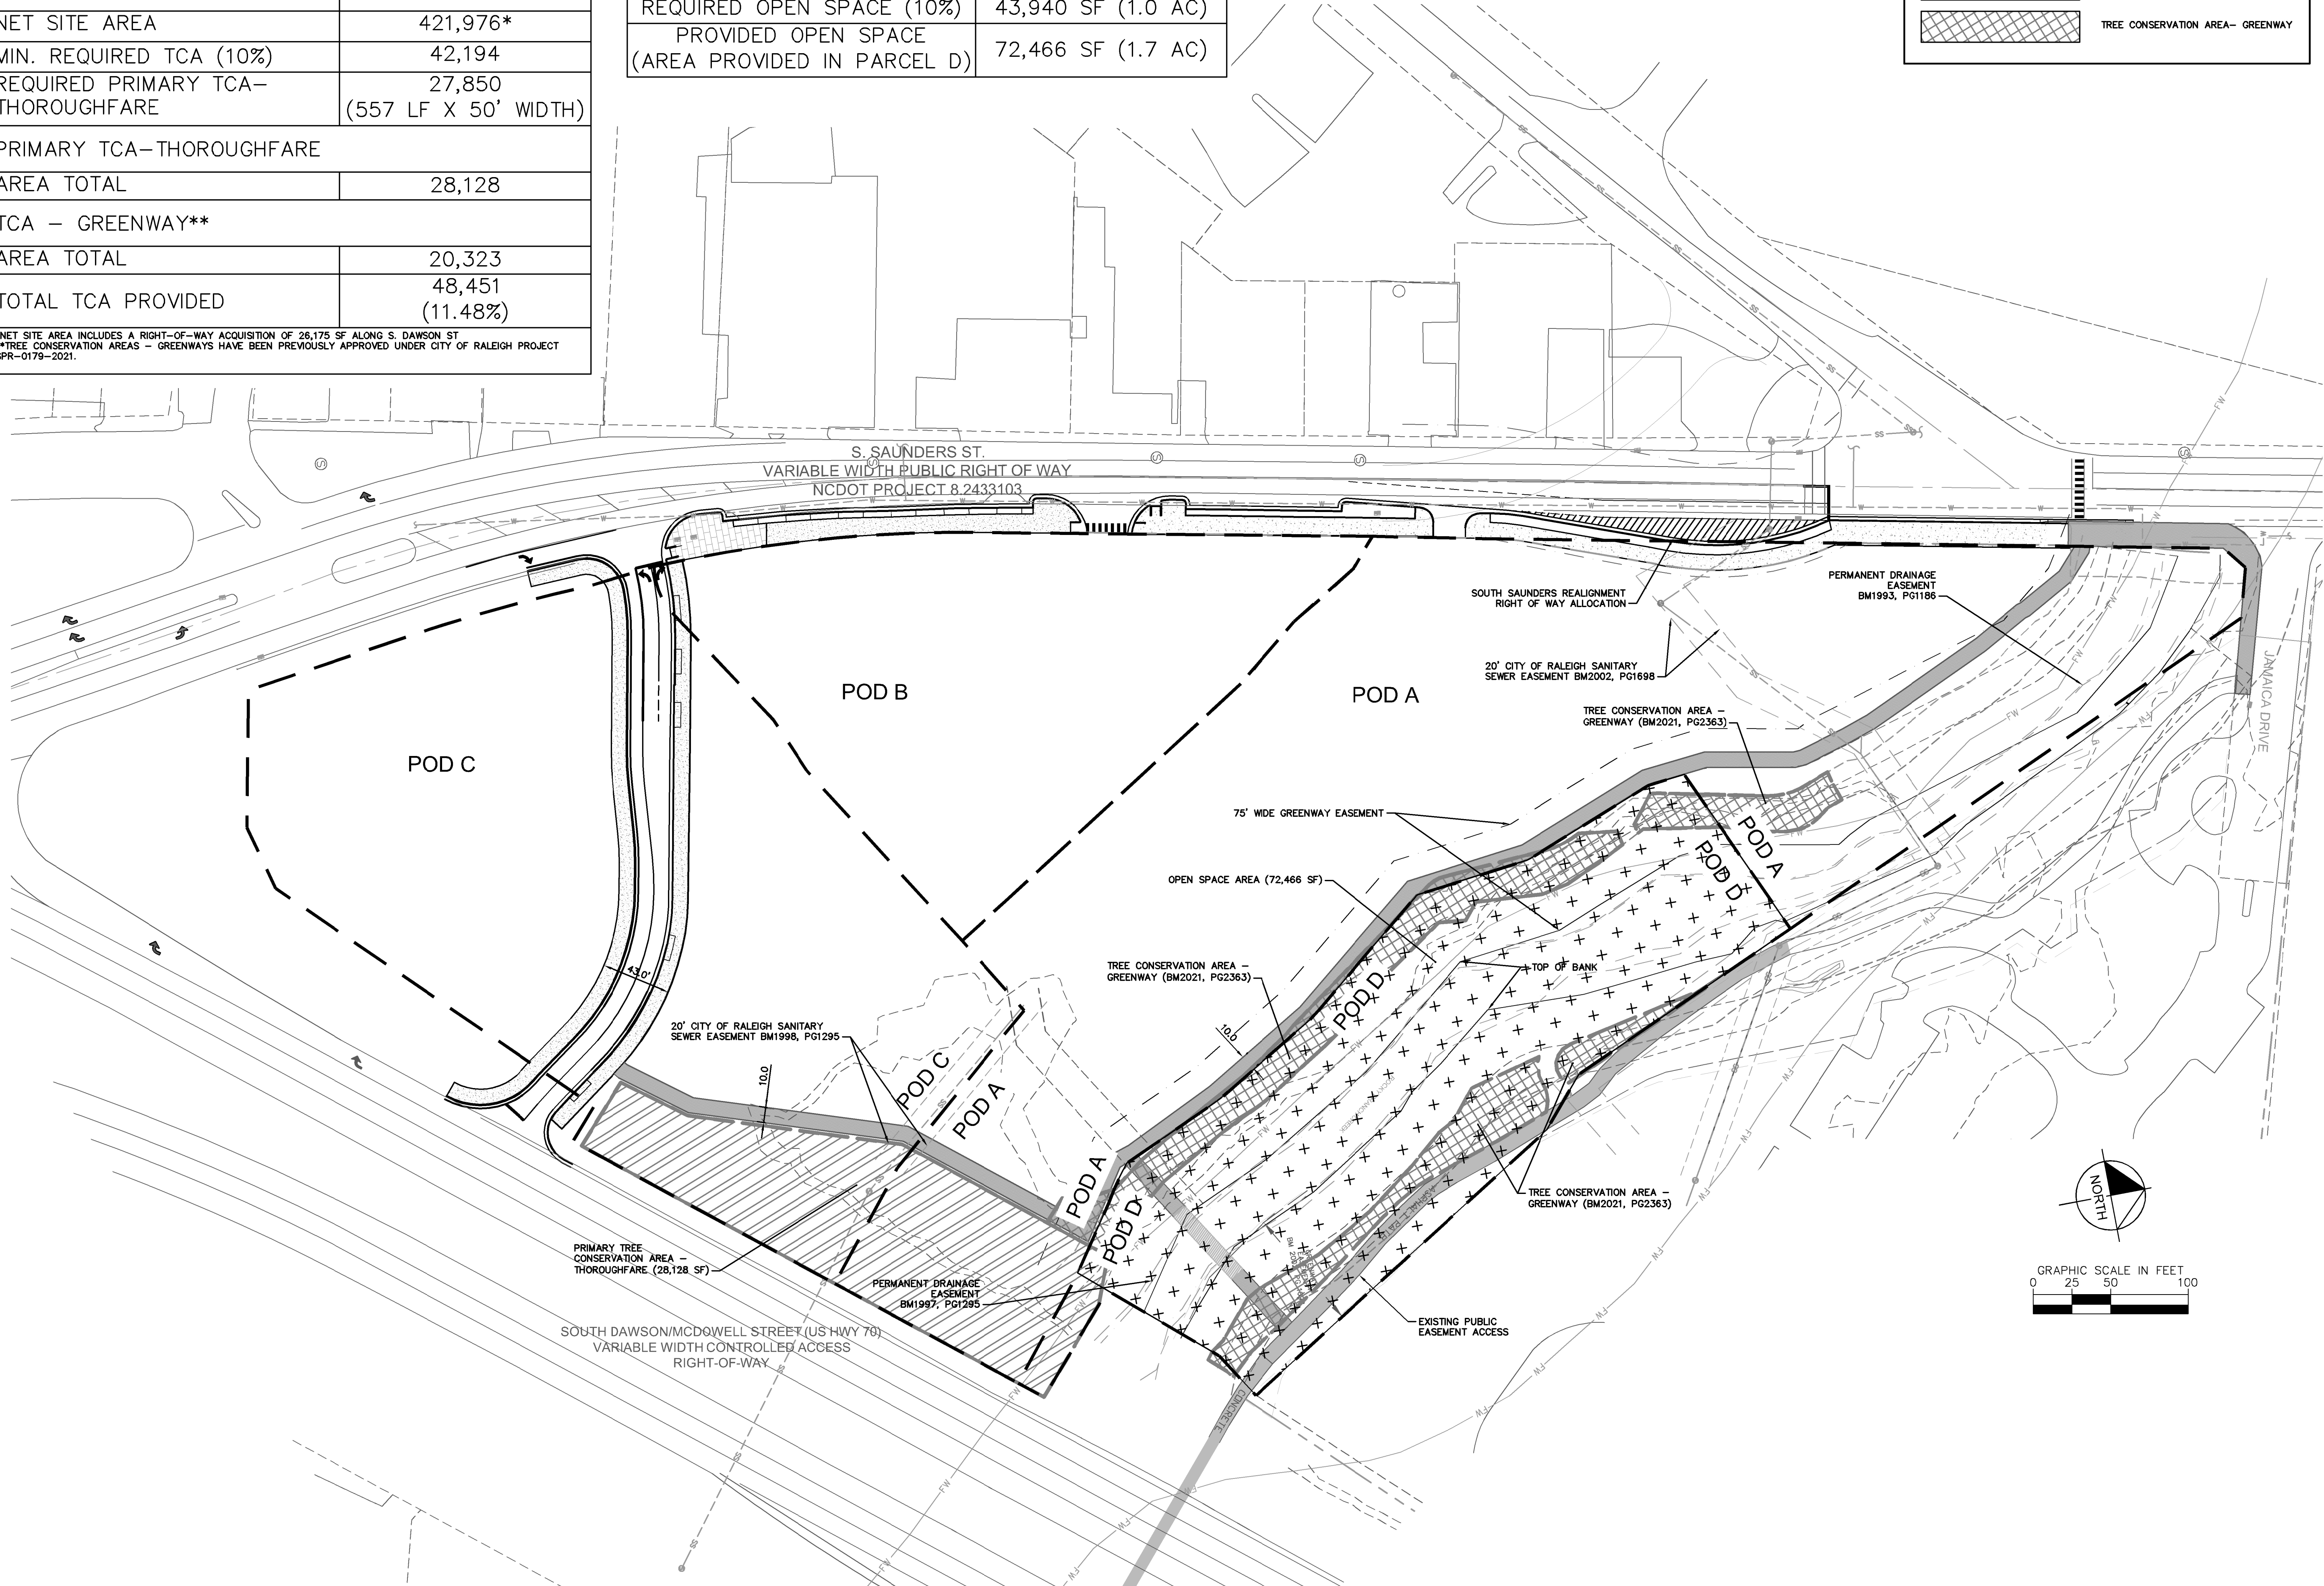 NET SITE AREA 421,976*
MIN. REQUIRED TCA (10%) 42,194
REQUIRED PRIMARY TCA– 27,850
THOROUGHFARE (557 LF X 50' WIDTH)
PRIMARY TCA–THOROUGHFARE
AREA TOTAL 28,128
TCA – GREENWAY**
AREA TOTAL 20,323
TOTAL TCA PROVIDED 48,451
(11.48%)
NET SITE AREA INCLUDES A RIGHT–OF–WAY ACQUISITION OF 26,175 SF ALONG S. DAWSON ST
*TREE CONSERVATION AREAS – GREENWAYS HAVE BEEN PREVIOUSLY APPROVED UNDER CITY OF RALEIGH PROJECT
SPR–0179–2021.
REQUIRED OPEN SPACE (10%) 43,940 SF (1.0 AC)
PROVIDED OPEN SPACE
(AREA PROVIDED IN PARCEL D) 72,466 SF (1.7 AC)
TREE CONSERVATION AREA– GREENWAY
S. SAUNDERS ST.
VARIABLE WIDTH PUBLIC RIGHT OF WAY
NCDOT PROJECT 8.2433103
SOUTH SAUNDERS REALIGNMENT
RIGHT OF WAY ALLOCATION
PERMANENT DRAINAGE
EASEMENT
BM1993, PG1186
20' CITY OF RALEIGH SANITARY
SEWER EASEMENT BM2002, PG1698
JAMAICA DRIVE
POD B
POD A
POD C
TREE CONSERVATION AREA –
GREENWAY (BM2021, PG2363)
75' WIDE GREENWAY EASEMENT
POD A
POD D
OPEN SPACE AREA (72,466 SF)
TREE CONSERVATION AREA –
GREENWAY (BM2021, PG2363)
TOP OF BANK
POD D
43.0'
10.0
20' CITY OF RALEIGH SANITARY
SEWER EASEMENT BM1998, PG1295
10.0
POD C
POD A
POD A
POD D
TREE CONSERVATION AREA –
GREENWAY (BM2021, PG2363)
ASPHALT PATH
PRIMARY TREE
CONSERVATION AREA –
THOROUGHFARE (28,128 SF)
PERMANENT DRAINAGE
EASEMENT
BM1997, PG1295
EXISTING PUBLIC
EASEMENT ACCESS
CONCRETE
SOUTH DAWSON/MCDOWELL STREET (US HWY 70)
VARIABLE WIDTH CONTROLLED ACCESS
RIGHT-OF-WAY
NORTH
GRAPHIC SCALE IN FEET
0 25 50 100